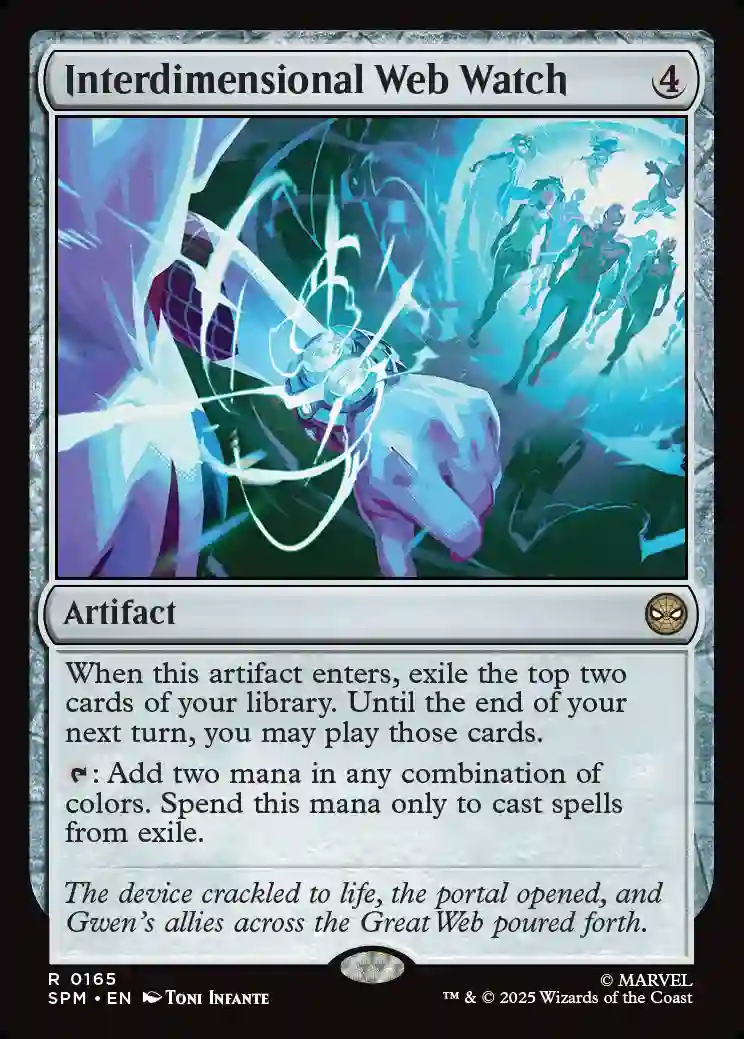 Interdimensional Web Watch 4
Artifact
When this artifact enters, exile the top two
cards of your library. Until the end of your
next turn, you may play those cards.
: Add two mana in any combination of
colors. Spend this mana only to cast spells
from exile.
The device crackled to life, the portal opened, and
Gwen's allies across the Great Web poured forth.
R 0165
SPM • EN Toni Infante
© MARVEL
™ & © 2025 Wizards of the Coast